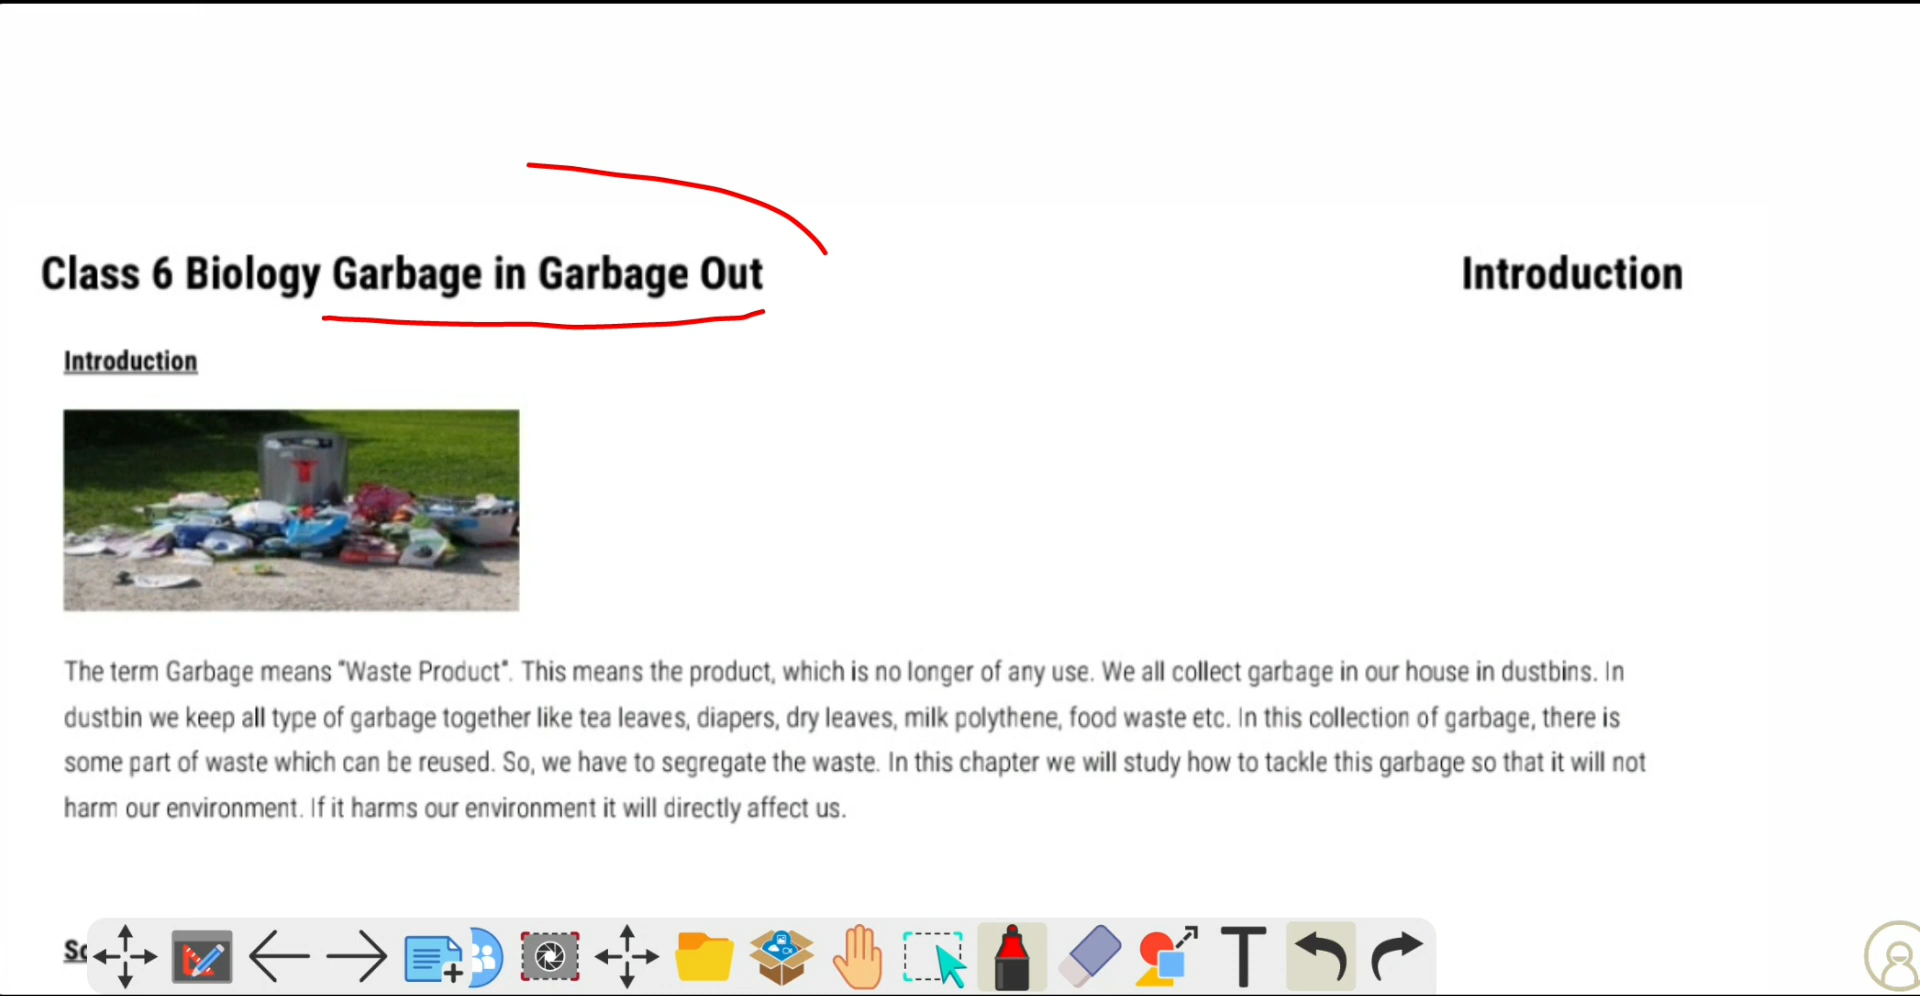 Class 6 Biology Garbage in Garbage Out
Introduction
Introduction
The term Garbage means "Waste Product". This means the product, which is no longer of any use. We all collect garbage in our house in dustbins. In
dustbin we keep all type of garbage together like tea leaves, diapers, dry leaves, milk polythene, food waste etc. In this collection of garbage, there is
some part of waste which can be reused. So, we have to segregate the waste. In this chapter we will study how to tackle this garbage so that it will not
harm our environment. If it harms our environment it will directly affect us.